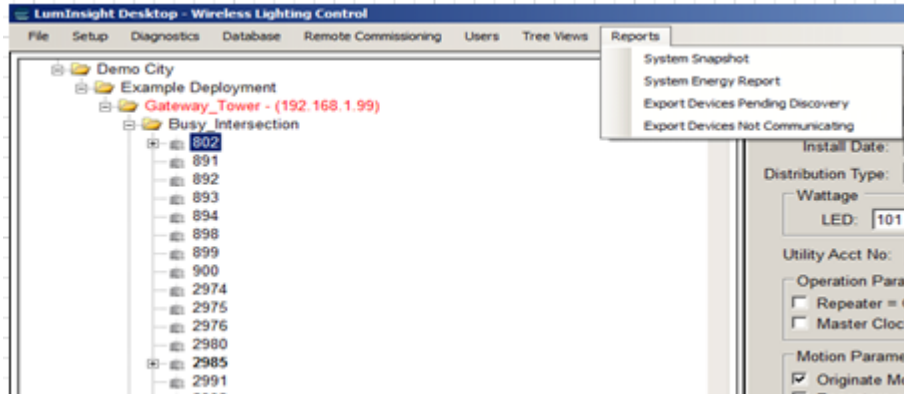 LumInsight Desktop - Wireless Lighting Control
File Setup Diagnostics Database Remote Commissioning Users Tree Views Reports
System Snapshot
System Energy Report
Export Devices Pending Discovery
Export Devices Not Communicating
Demo City
Example Deployment
Gateway_Tower - (192.168.1.99)
Busy_Intersection
802
891
892
893
894
898
899
900
2974
2975
2976
2980
2985
2991
Install Date:
Distribution Type:
Wattage
LED: 101
Utility Acct No:
Operation Para
Repeater =
Master Cloc
Motion Parame
Originate Me